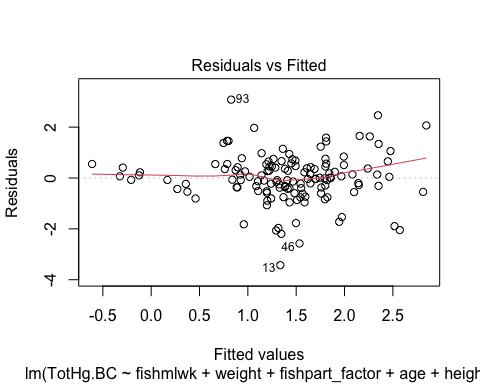 Residuals vs Fitted
93
46
13
Residuals
2
0
-2
-4
-0.5 0.0 0.5 1.0 1.5 2.0 2.5
Fitted values
lm(TotHg.BC ~ fishmlwk + weight + fishpart_factor + age + heigh